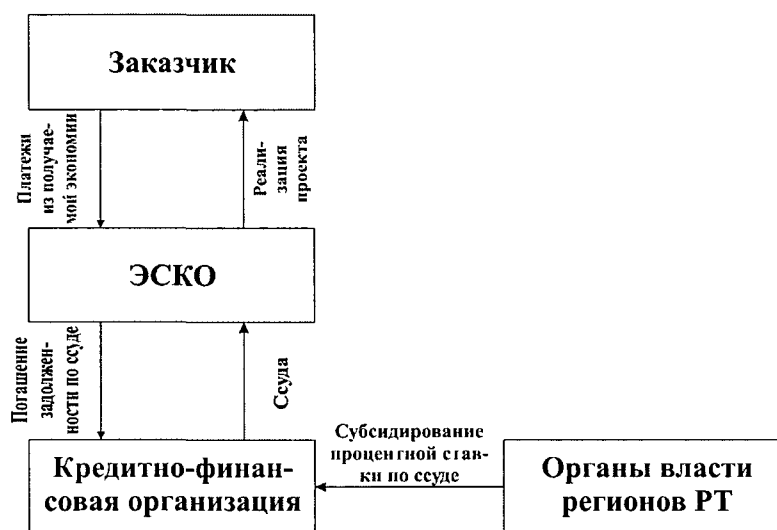 Заказчик
Платежи
из получае-
мой экономии
Реали-
зация
проекта
ЭСКО
Погашение
задолжен-
ности по ссуде
Ссуда
Субсидирование
процентной став-
ки по ссуде
Кредитно-финан-
совая организация
Органы власти
регионов РТ